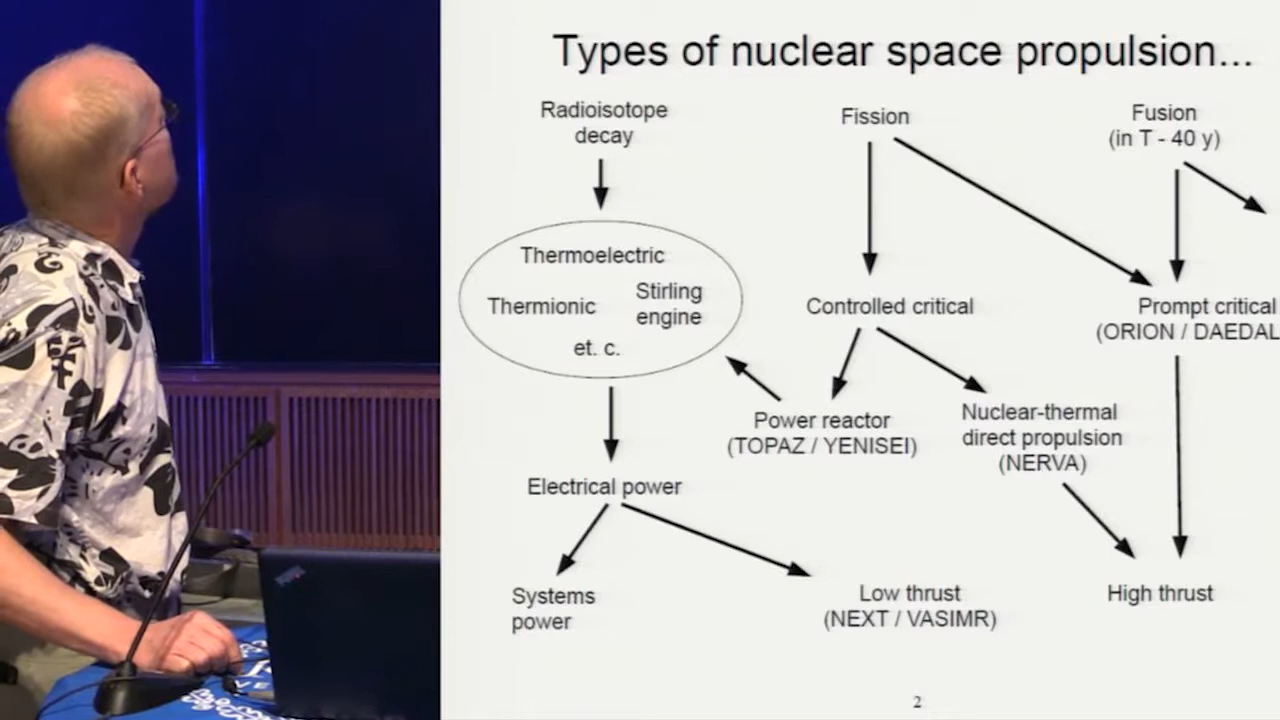 Types of nuclear space propulsion...
Radioisotope
decay
Fission
Fusion
(in T - 40 y)
Thermoelectric
Thermionic
Stirling
engine
et. c.
Controlled critical
Prompt critical
(ORION / DAEDAL
Power reactor
(TOPAZ / YENISEI)
Nuclear-thermal
direct propulsion
(NERVA)
Electrical power
Systems
power
Low thrust
(NEXT / VASIMR)
High thrust
2